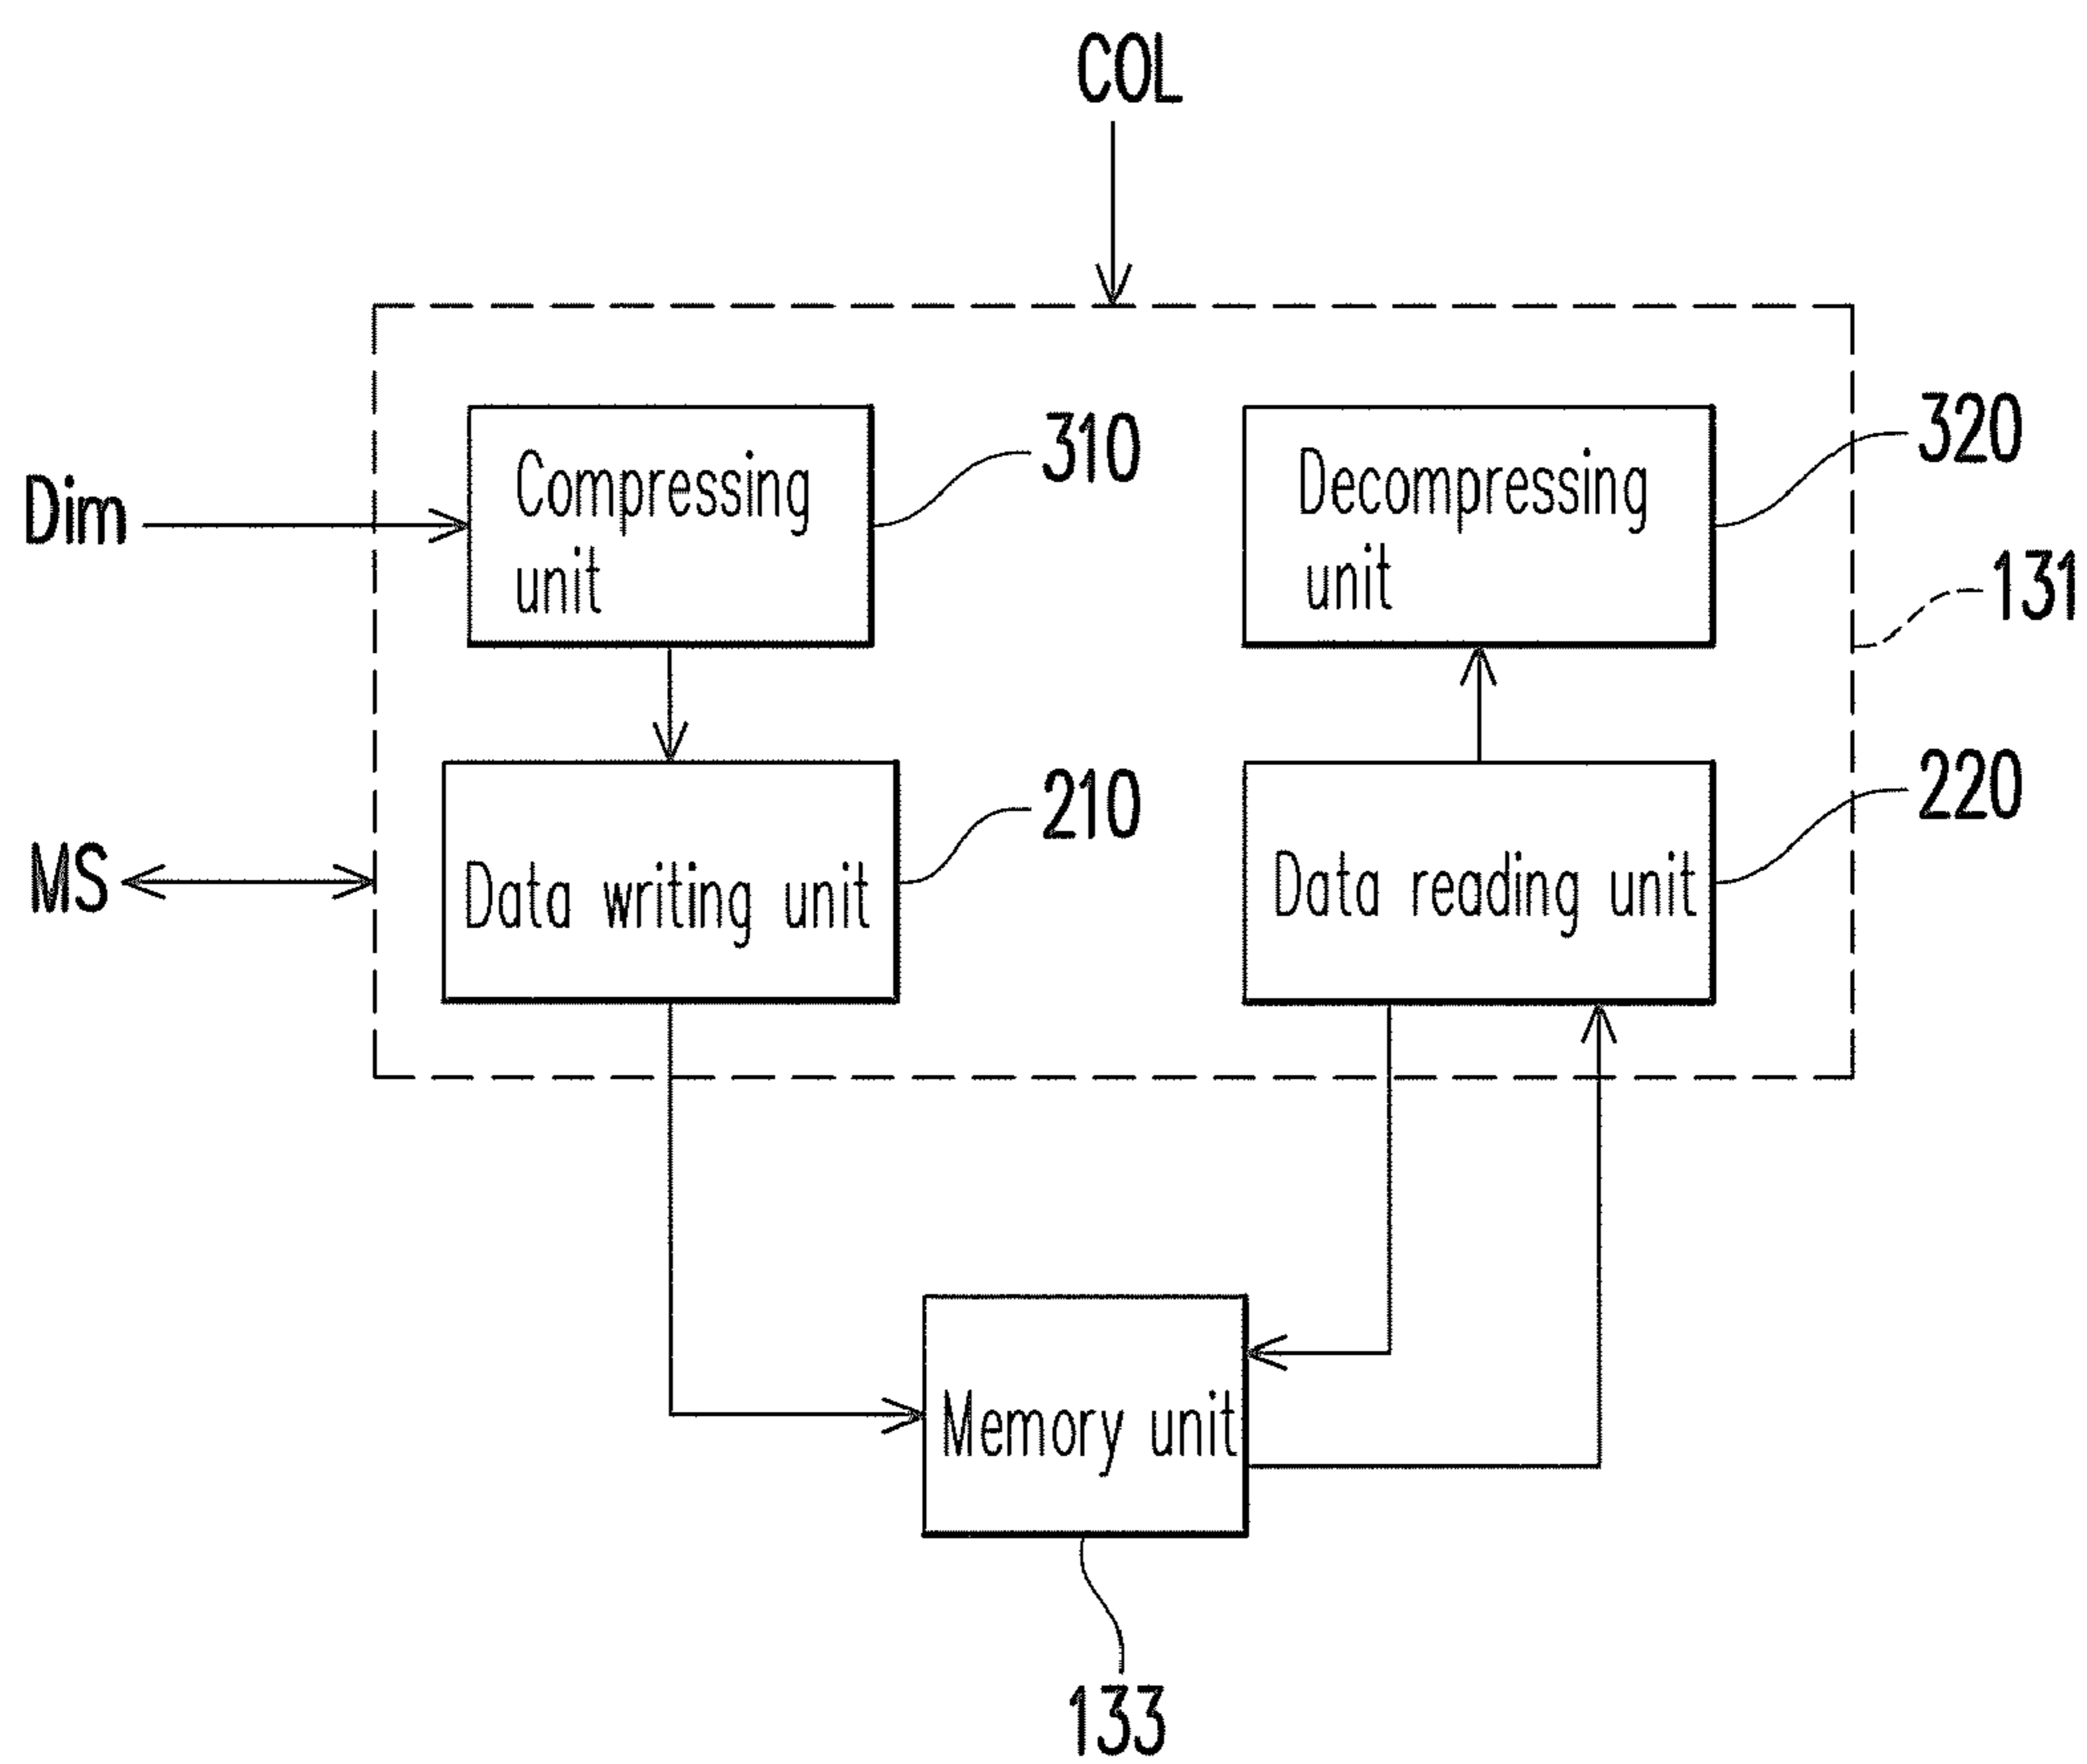 COL
Compressing
unit
310
Decompressing
unit
320
Dim
131
Data writing unit
210
Data reading unit
220
MS
Memory unit
133